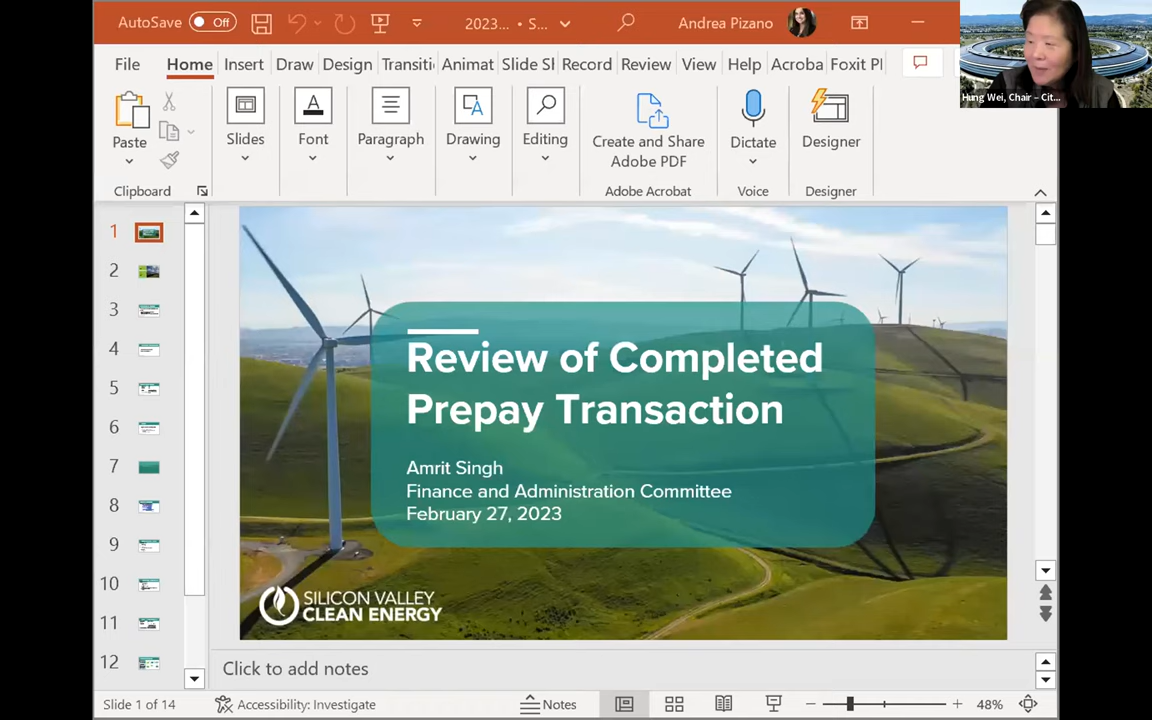 AutoSave Off 2023... • S... Andrea Pizano
File Home Insert Draw Design Transiti Animat Slide Sl Record Review View Help Acroba Foxit PI
Paste Slides Font Paragraph Drawing Editing Create and Share Dictate Designer
Adobe PDF
Clipboard Adobe Acrobat Voice Designer
Hung Wei, Chair – Cit...
1
2
3
4
5
6
7
8
9
10
11
12
Review of Completed
Prepay Transaction
Amrit Singh
Finance and Administration Committee
February 27, 2023
SILICON VALLEY
CLEAN ENERGY
Click to add notes
Slide 1 of 14 Accessibility: Investigate Notes 48%